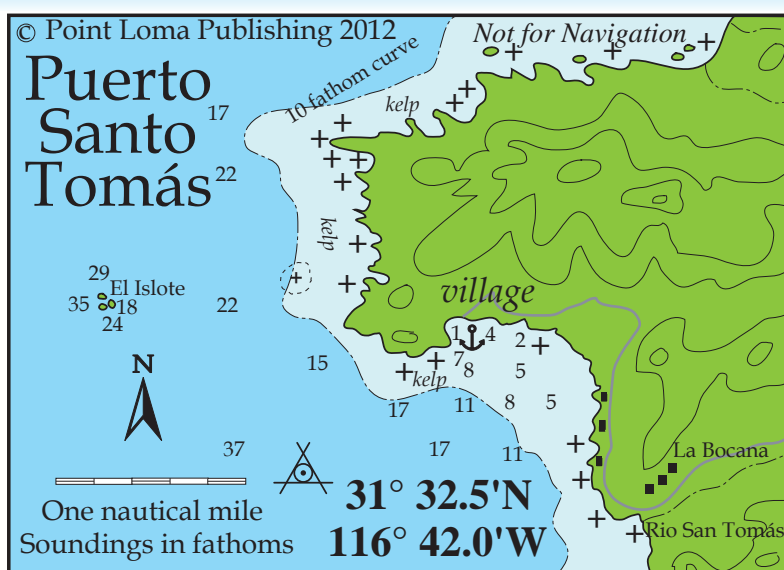 © Point Loma Publishing 2012
Not for Navigation
Puerto
Santo
Tomás
10 fathom curve
kelp
17
22
kelp
29
El Islote
35
18
24
22
village
1
4
2
7
8
5
15
kelp
17
11
8
5
N
37
17
11
La Bocana
31° 32.5'N
One nautical mile
116° 42.0'W
Rio San Tomás
Soundings in fathoms